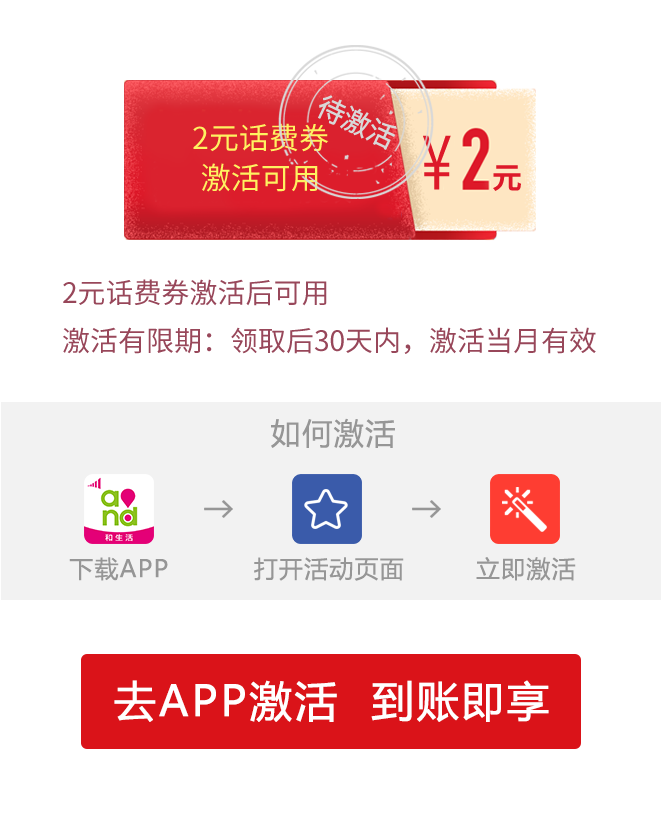 待激活
2元话费券
激活可用
¥2元
2元话费券激活后可用
激活有限期：领取后30天内，激活当月有效
如何激活
and
和生活
下载APP
打开活动页面
立即激活
去APP激活 到账即享